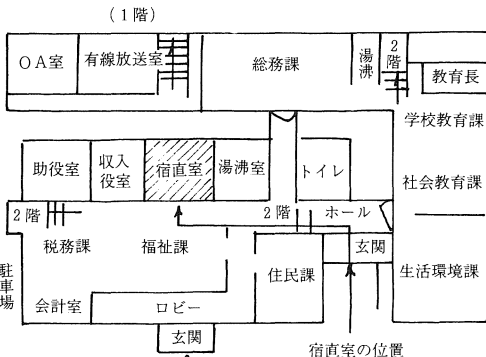 (1階)
OA室
有線放送室
総務課
湯沸
2階
教育長
学校教育課
助役室
収入役室
宿直室
湯沸室
トイレ
社会教育課
2階
2階
ホール
税務課
福祉課
玄関
駐車場
住民課
生活環境課
会計室
ロビー
玄関
宿直室の位置